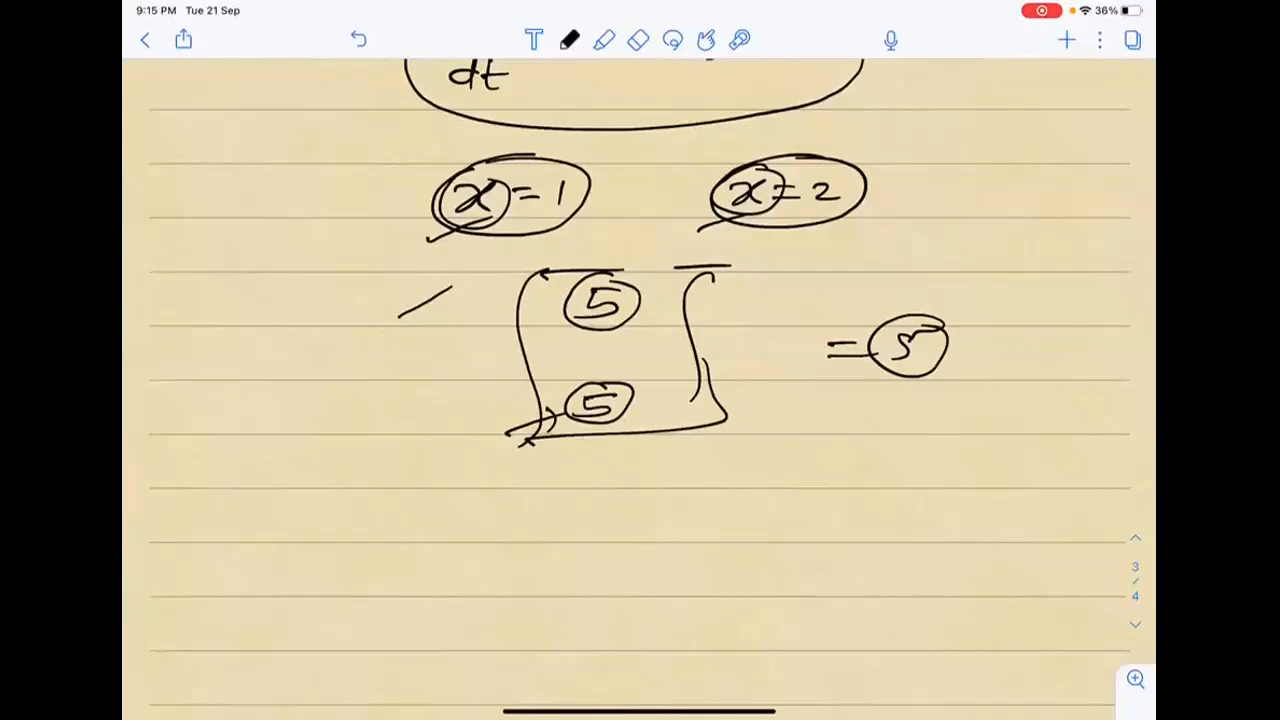 9:15 PM Tue 21 Sep
36%
T
dt
x = 1 x = 2
5
= 5
5
3
/
4